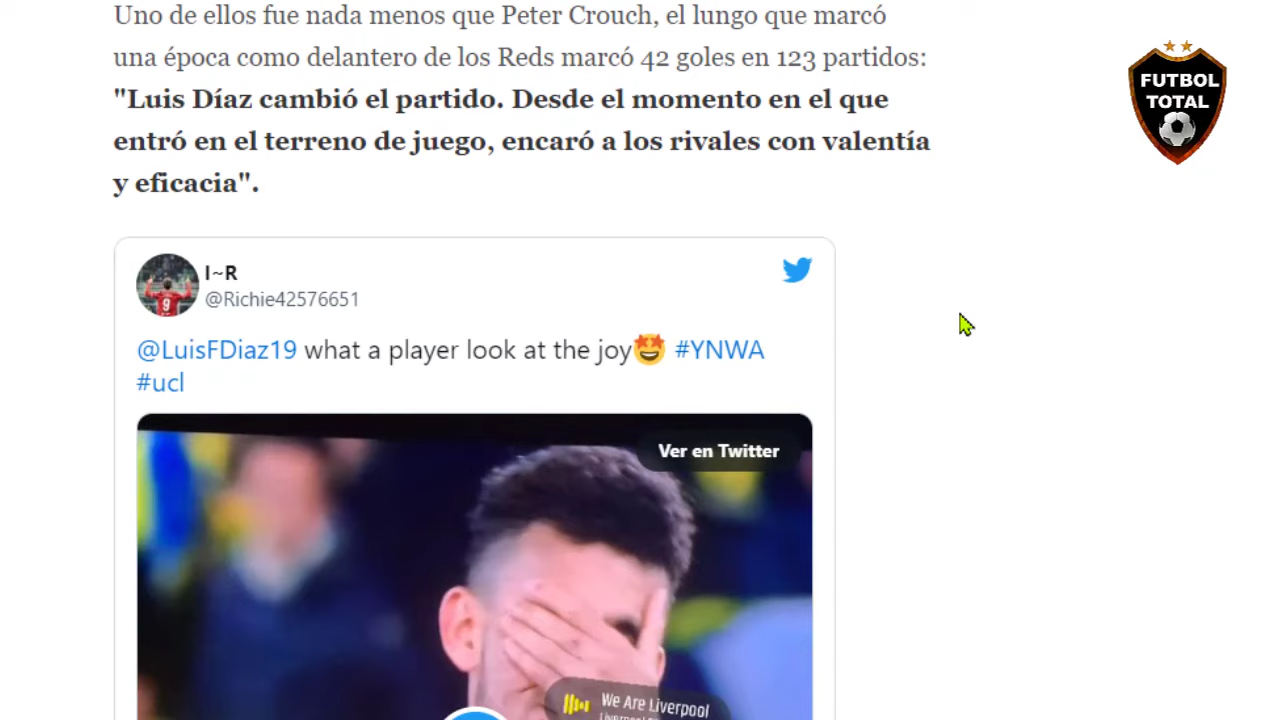 Uno de ellos fue nada menos que Peter Crouch, el lungo que marcó
una época como delantero de los Reds marcó 42 goles en 123 partidos:
"Luis Díaz cambió el partido. Desde el momento en el que
entró en el terreno de juego, encaró a los rivales con valentía
y eficacia".
FUTBOL
TOTAL
I~R
@Richie42576651
9
@LuisFDiaz19 what a player look at the joy🤩 #YNWA
#ucl
Ver en Twitter
We Are Liverpool